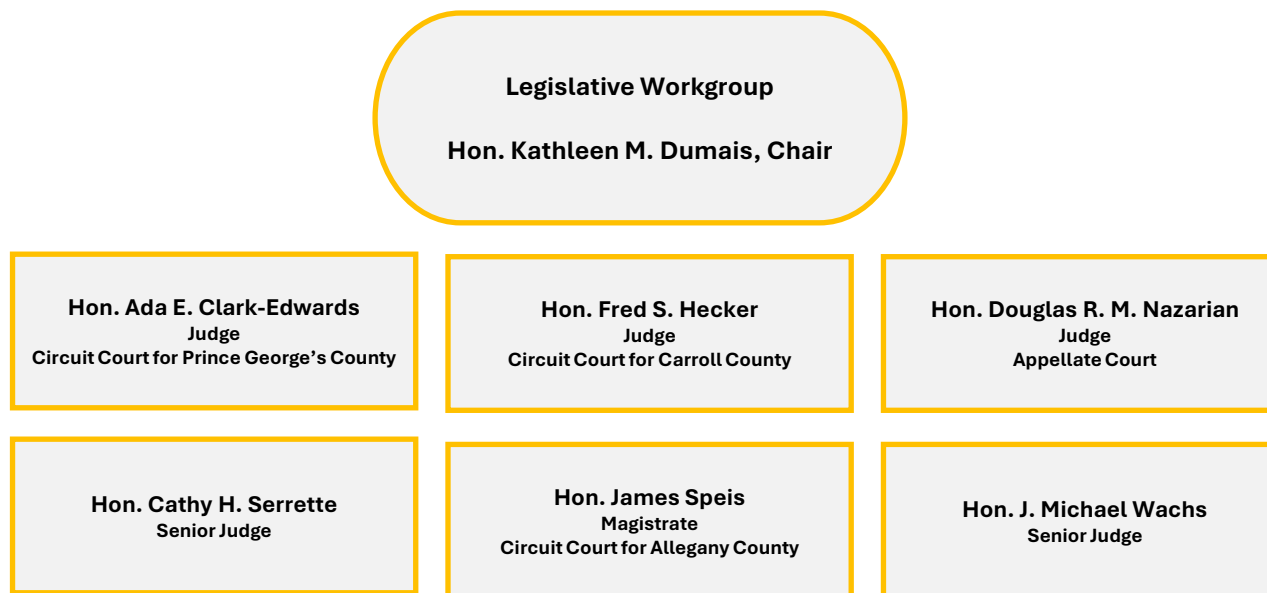 Legislative Workgroup
Hon. Kathleen M. Dumais, Chair
Hon. Ada E. Clark-Edwards
Judge
Circuit Court for Prince George’s County
Hon. Fred S. Hecker
Judge
Circuit Court for Carroll County
Hon. Douglas R. M. Nazarian
Judge
Appellate Court
Hon. Cathy H. Serrette
Senior Judge
Hon. James Speis
Magistrate
Circuit Court for Allegany County
Hon. J. Michael Wachs
Senior Judge